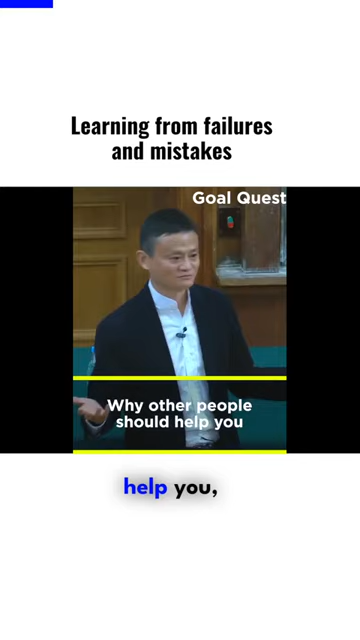 Learning from failures
and mistakes
Goal Quest
Why other people
should help you
help you,